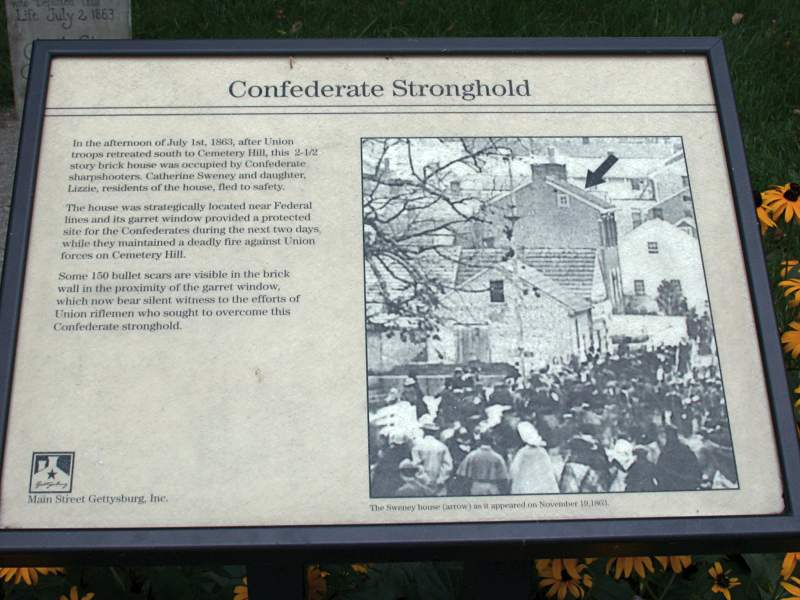 Life July 2 1863
Confederate Stronghold
In the afternoon of July 1st, 1863, after Union
troops retreated south to Cemetery Hill, this 2-1/2
story brick house was occupied by Confederate
sharpshooters. Catherine Sweney and daughter,
Lizzie, residents of the house, fled to safety.
The house was strategically located near Federal
lines and its garret window provided a protected
site for the Confederates during the next two days,
while they maintained a deadly fire against Union
forces on Cemetery Hill.
Some 150 bullet scars are visible in the brick
wall in the proximity of the garret window,
which now bear silent witness to the efforts of
Union riflemen who sought to overcome this
Confederate stronghold.
Gettysburg
Main Street Gettysburg, Inc.
The Sweney house (arrow) as it appeared on November 19,1863.